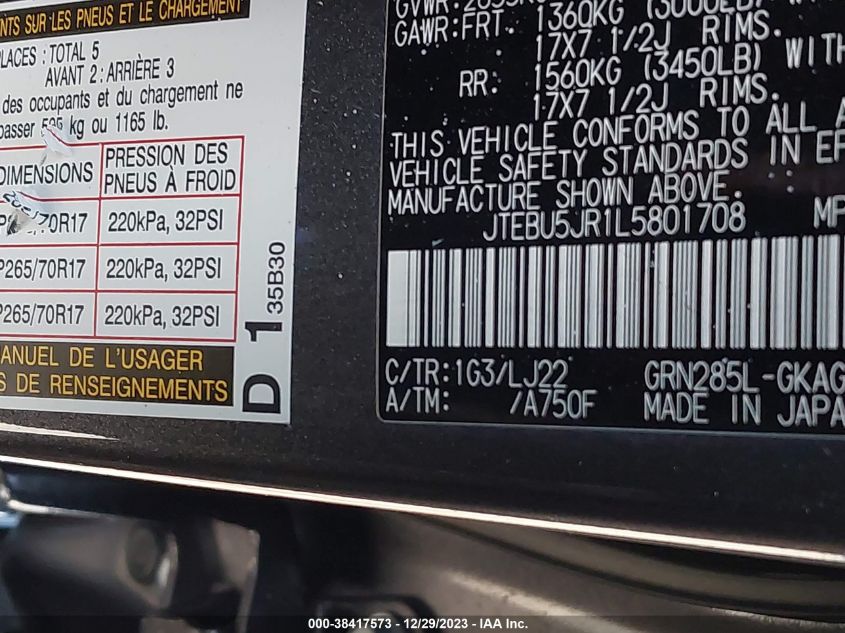 SUR LES PNEUS ET LE CHARGEMENT
PLACES : TOTAL 5
AVANT 2 : ARRIÈRE 3
des occupants et du chargement ne
kg ou 1165 lb.
DIMENSIONS
PRESSION DES
PNEUS À FROID
220kPa, 32PSI
P265/70R17
220kPa, 32PSI
P265/70R17
220kPa, 32PSI
MANUEL DE L'USAGER
DE RENSEIGNEMENTS
D 1
35B30
GAWR:FRT. 1360KG (3000LB)
17X7 1/2J RIMS.
RR: 1560KG (3450LB) WITH
17X7 1/2J RIMS.
THIS VEHICLE CONFORMS TO ALL
VEHICLE SAFETY STANDARDS IN
MANUFACTURE SHOWN ABOVE.
JTEBU5JR1L5801708
C/TR:1G3/LJ22 GRN285L-GKAG
A/TM: /A750F MADE IN JAPA
000-38417573 - 12/29/2023 - IAA Inc.